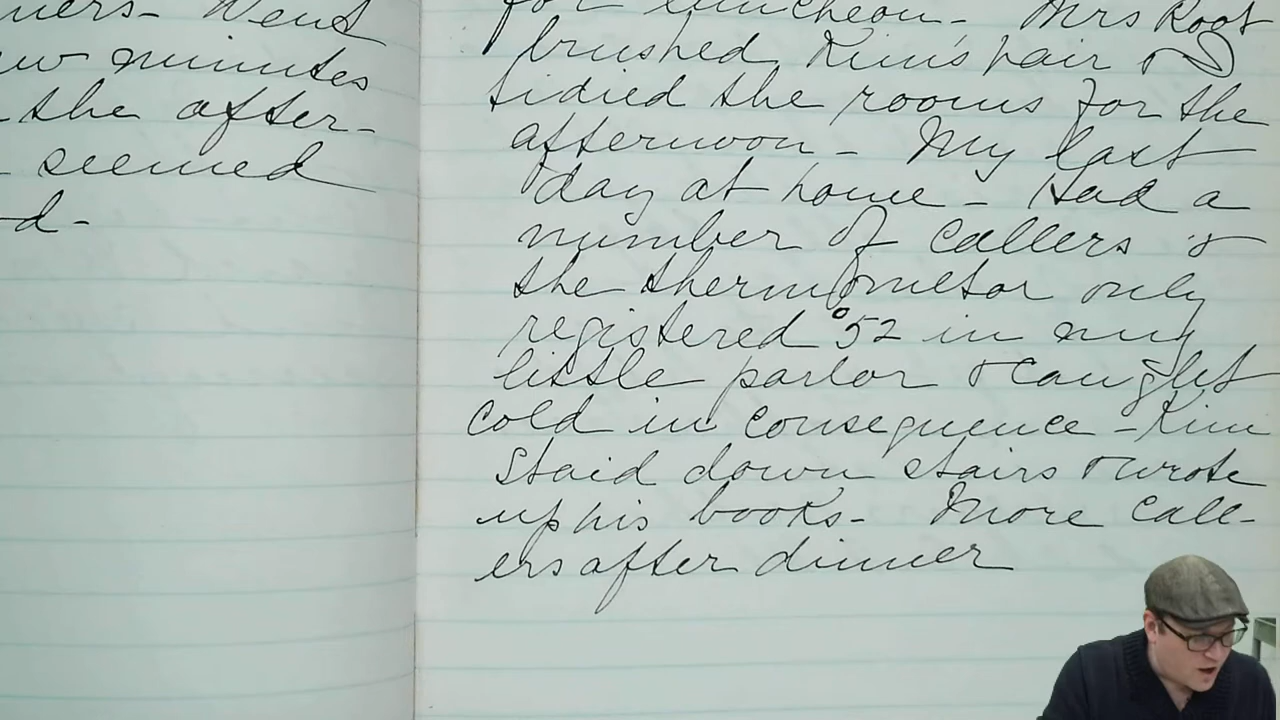 ners- Went
ew minutes
the after-
seemed
d-
for luncheon- Mrs Root
brushed Kim's hair & I
tidied the rooms for the
afternoon - My last
day at home - Had a
number of callers &
the thermometor only
registered °52 in my
little parlor & caught
cold in consequence - Kim
staid down stairs & wrote
up his books- More call-
ers after dinner